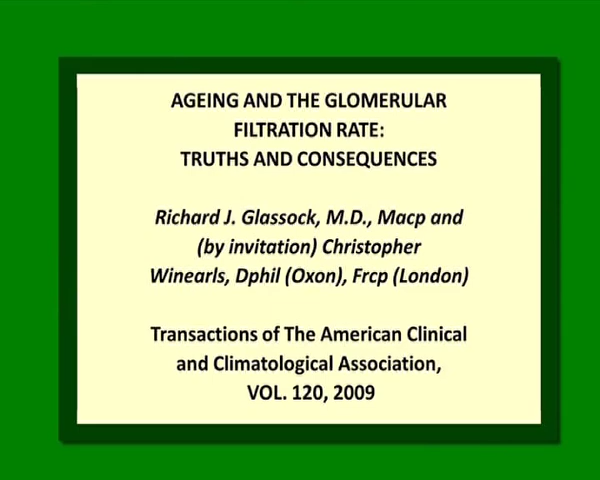 AGEING AND THE GLOMERULAR
FILTRATION RATE:
TRUTHS AND CONSEQUENCES
Richard J. Glassock, M.D., Macp and
(by invitation) Christopher
Winearls, Dphil (Oxon), Frcp (London)
Transactions of The American Clinical
and Climatological Association,
VOL. 120, 2009